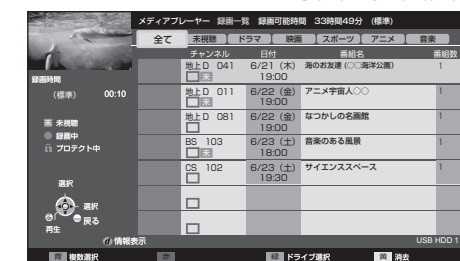 メディアプレーヤー 録画一覧 録画可能時間 33時間49分 (標準)
全て 未視聴 ドラマ 映画 スポーツ アニメ 音楽
チャンネル 日付 番組名 番組数
地上D 041 6/21 (木) 海のお友達 (○○海洋公園) 1
未 19:00
地上D 011 6/22 (金) アニメ宇宙人○○ 1
未 19:00
地上D 081 6/22 (金) なつかしの名画館 1
19:00
BS 103 6/23 (土) 音楽のある風景 1
未 18:00
CS 102 6/23 (土) サイエンススペース 1
19:30
録画時間
(標準) 00:10
未 未視聴
録画中
プロテクト中
選択
選択
戻る
再生
情報表示
USB HDD 1
青 複数選択 赤 緑 ドライブ選択 黄 消去